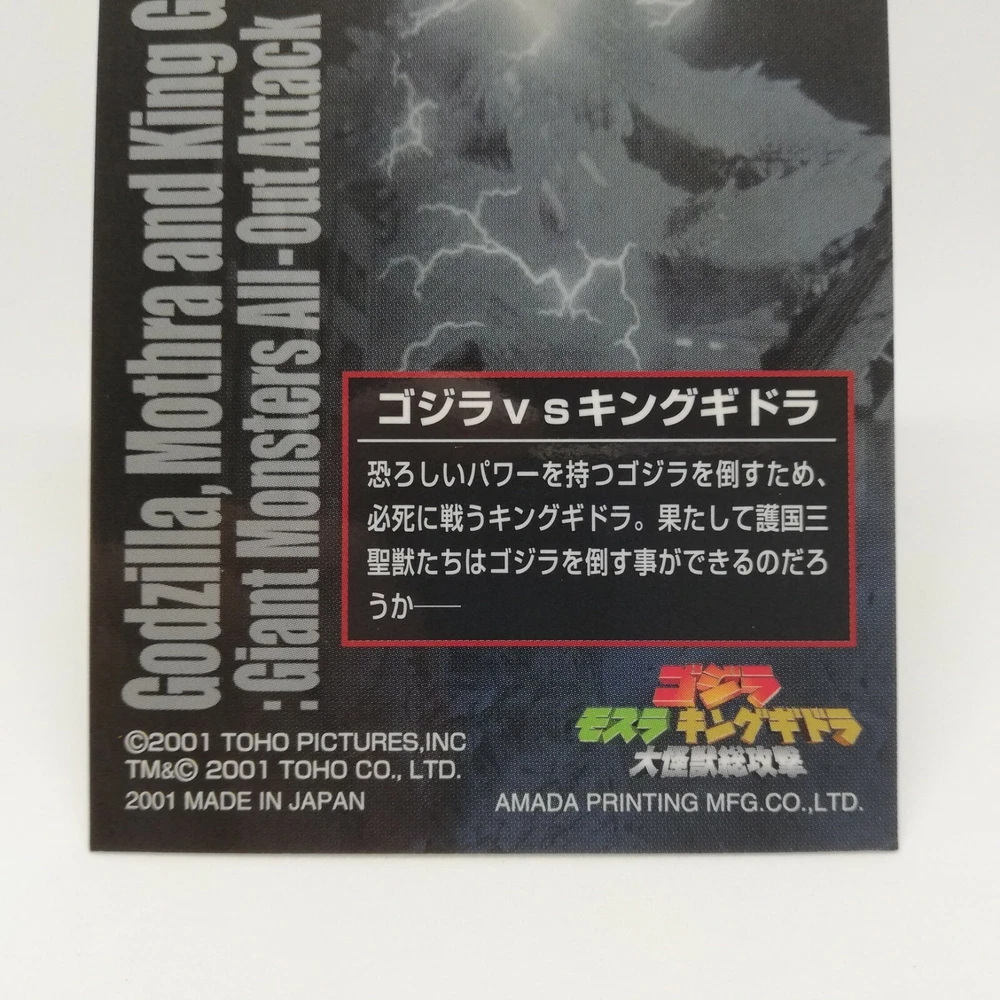 Godzilla, Mothra and King G
:Giant Monsters All-Out Attack
ゴジラｖｓキングギドラ
恐ろしいパワーを持つゴジラを倒すため、
必死に戦うキングギドラ。果たして護国三
聖獣たちはゴジラを倒す事ができるのだろ
うか──
ゴジラ
モスラ キングギドラ
大怪獣総攻撃
©2001 TOHO PICTURES,INC
TM&© 2001 TOHO CO., LTD.
2001 MADE IN JAPAN
AMADA PRINTING MFG.CO.,LTD.